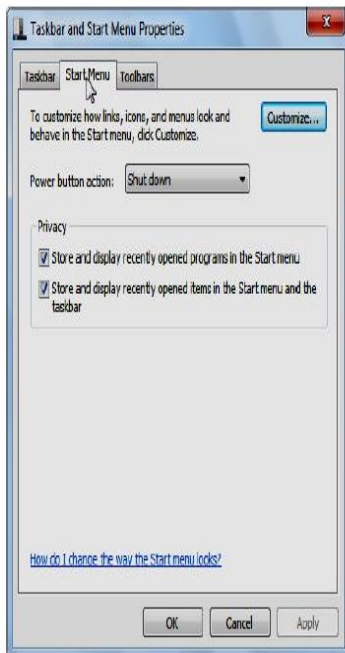 Taskbar and Start Menu Properties
Taskbar Start Menu Toolbars
To customize how links, icons, and menus look and
behave in the Start menu, click Customize.
Customize...
Power button action: Shut down
Privacy
Store and display recently opened programs in the Start menu
Store and display recently opened items in the Start menu and the
taskbar
How do I change the way the Start menu looks?
OK Cancel Apply